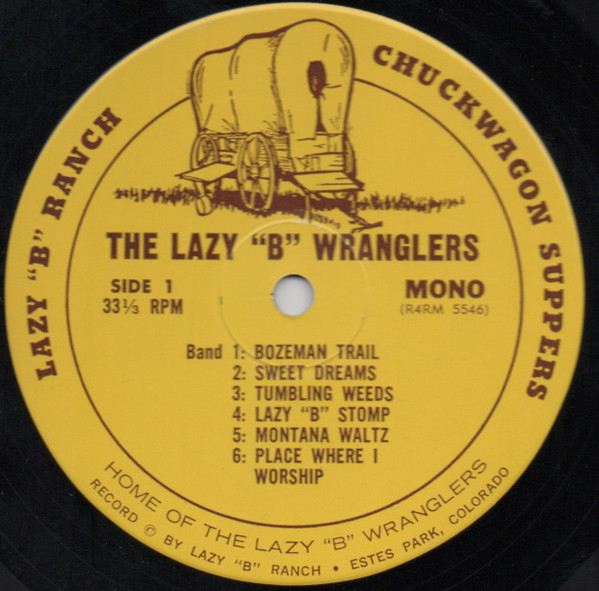 LAZY "B" RANCH
CHUCKWAGON SUPPERS
THE LAZY "B" WRANGLERS
SIDE 1
33⅓ RPM
MONO
(R4RM 5546)
Band 1: BOZEMAN TRAIL
2: SWEET DREAMS
3: TUMBLING WEEDS
4: LAZY "B" STOMP
5: MONTANA WALTZ
6: PLACE WHERE I
WORSHIP
HOME OF THE LAZY "B" WRANGLERS
RECORD © BY LAZY "B" RANCH • ESTES PARK, COLORADO